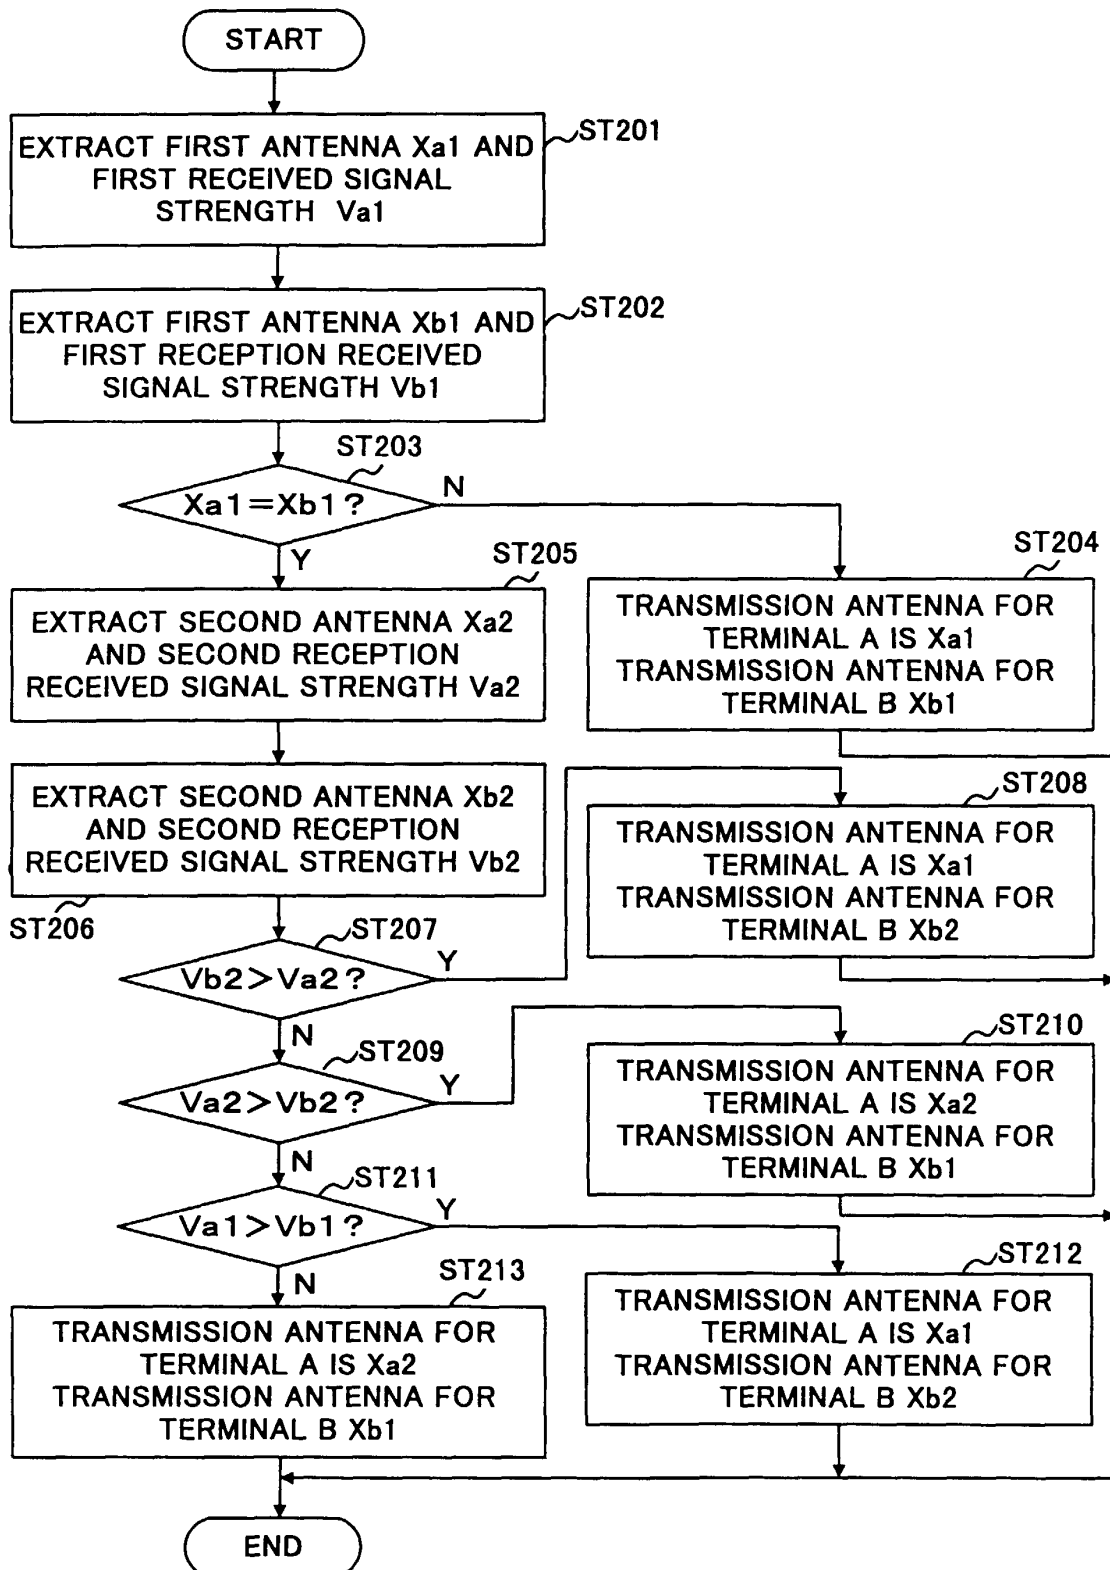 START
EXTRACT FIRST ANTENNA Xa1 AND
FIRST RECEIVED SIGNAL
STRENGTH Va1
ST201
EXTRACT FIRST ANTENNA Xb1 AND
FIRST RECEPTION RECEIVED
SIGNAL STRENGTH Vb1
ST202
ST203
Xa1=Xb1?
N
Y
ST204
TRANSMISSION ANTENNA FOR
TERMINAL A IS Xa1
TRANSMISSION ANTENNA FOR
TERMINAL B Xb1
ST205
EXTRACT SECOND ANTENNA Xa2
AND SECOND RECEPTION
RECEIVED SIGNAL STRENGTH Va2
EXTRACT SECOND ANTENNA Xb2
AND SECOND RECEPTION
RECEIVED SIGNAL STRENGTH Vb2
ST206
ST207
Vb2>Va2?
Y
N
ST208
TRANSMISSION ANTENNA FOR
TERMINAL A IS Xa1
TRANSMISSION ANTENNA FOR
TERMINAL B Xb2
ST209
Va2>Vb2?
Y
N
ST210
TRANSMISSION ANTENNA FOR
TERMINAL A IS Xa2
TRANSMISSION ANTENNA FOR
TERMINAL B Xb1
ST211
Va1>Vb1?
Y
N
ST212
TRANSMISSION ANTENNA FOR
TERMINAL A IS Xa1
TRANSMISSION ANTENNA FOR
TERMINAL B Xb2
ST213
TRANSMISSION ANTENNA FOR
TERMINAL A IS Xa2
TRANSMISSION ANTENNA FOR
TERMINAL B Xb1
END